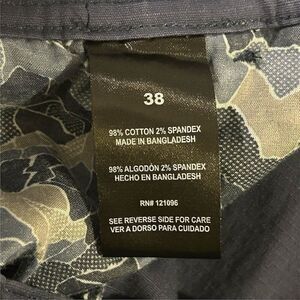 38
98% COTTON 2% SPANDEX
MADE IN BANGLADESH
98% ALGODÓN 2% SPANDEX
HECHO EN BANGLADESH
RN# 121096
SEE REVERSE SIDE FOR CARE
VER A DORSO PARA CUIDADO